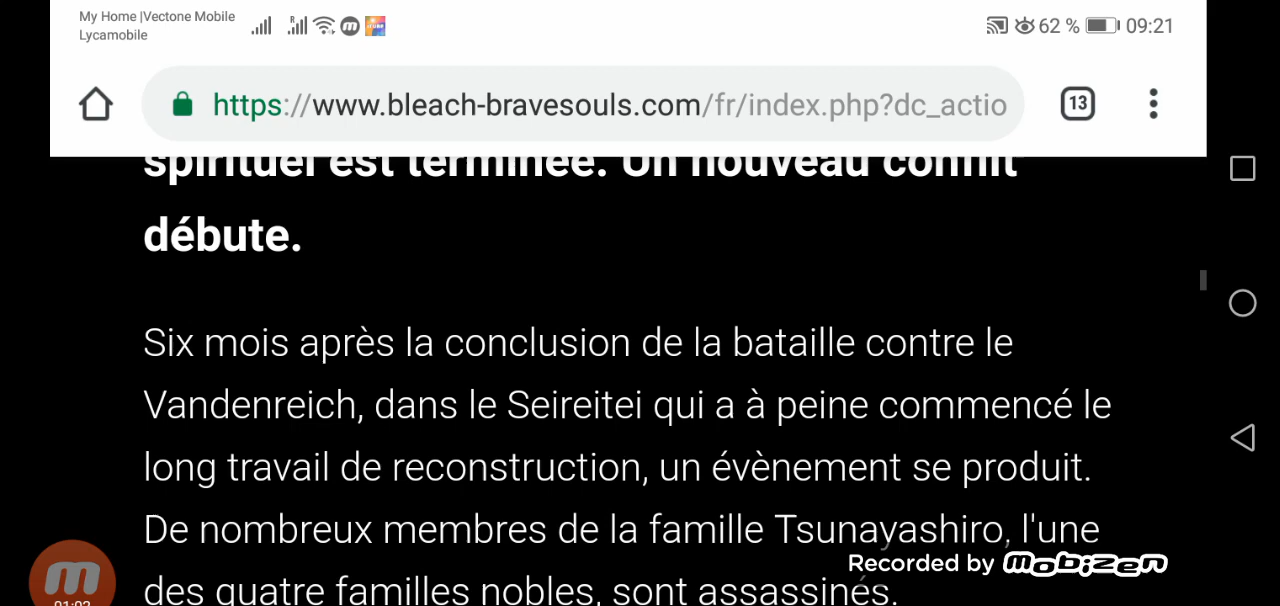 My Home |Vectone Mobile
Lycamobile
R
62 %
09:21
https://www.bleach-bravesouls.com/fr/index.php?dc_actio
13
spirituel est terminée. Un nouveau conflit
débute.
Six mois après la conclusion de la bataille contre le
Vandenreich, dans le Seireitei qui a à peine commencé le
long travail de reconstruction, un évènement se produit.
De nombreux membres de la famille Tsunayashiro, l'une
des quatre familles nobles, sont assassinés.
Recorded by mobizen
m
01:02